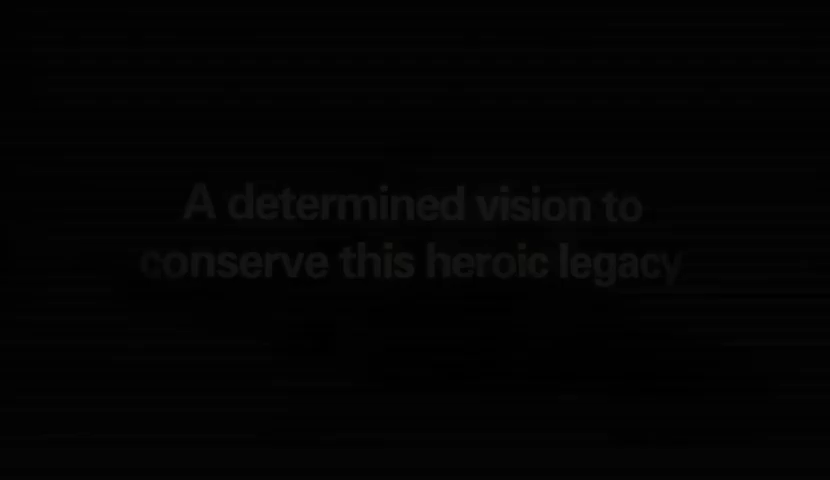 A determined vision to
conserve this heroic legacy